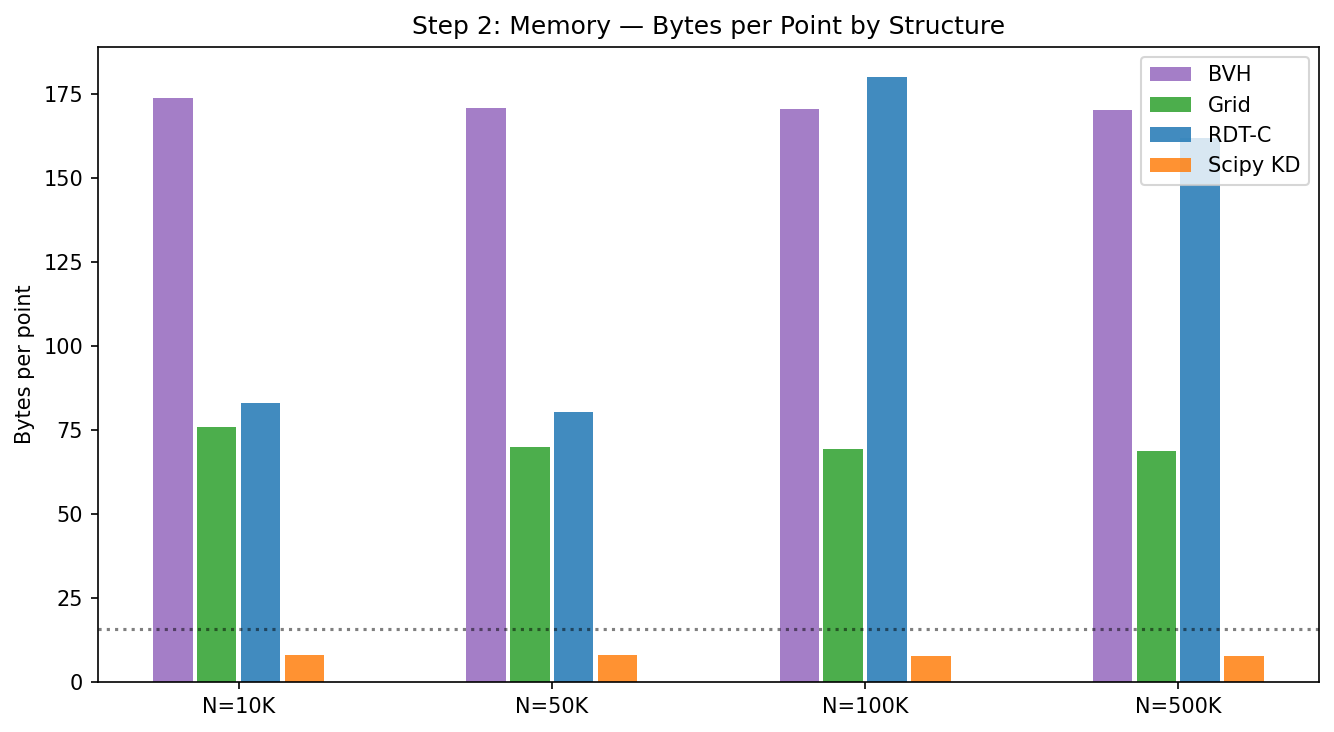 Step 2: Memory — Bytes per Point by Structure
BVH
Grid
RDT-C
Scipy KD
Bytes per point
175
150
125
100
75
50
25
0
N=10K
N=50K
N=100K
N=500K